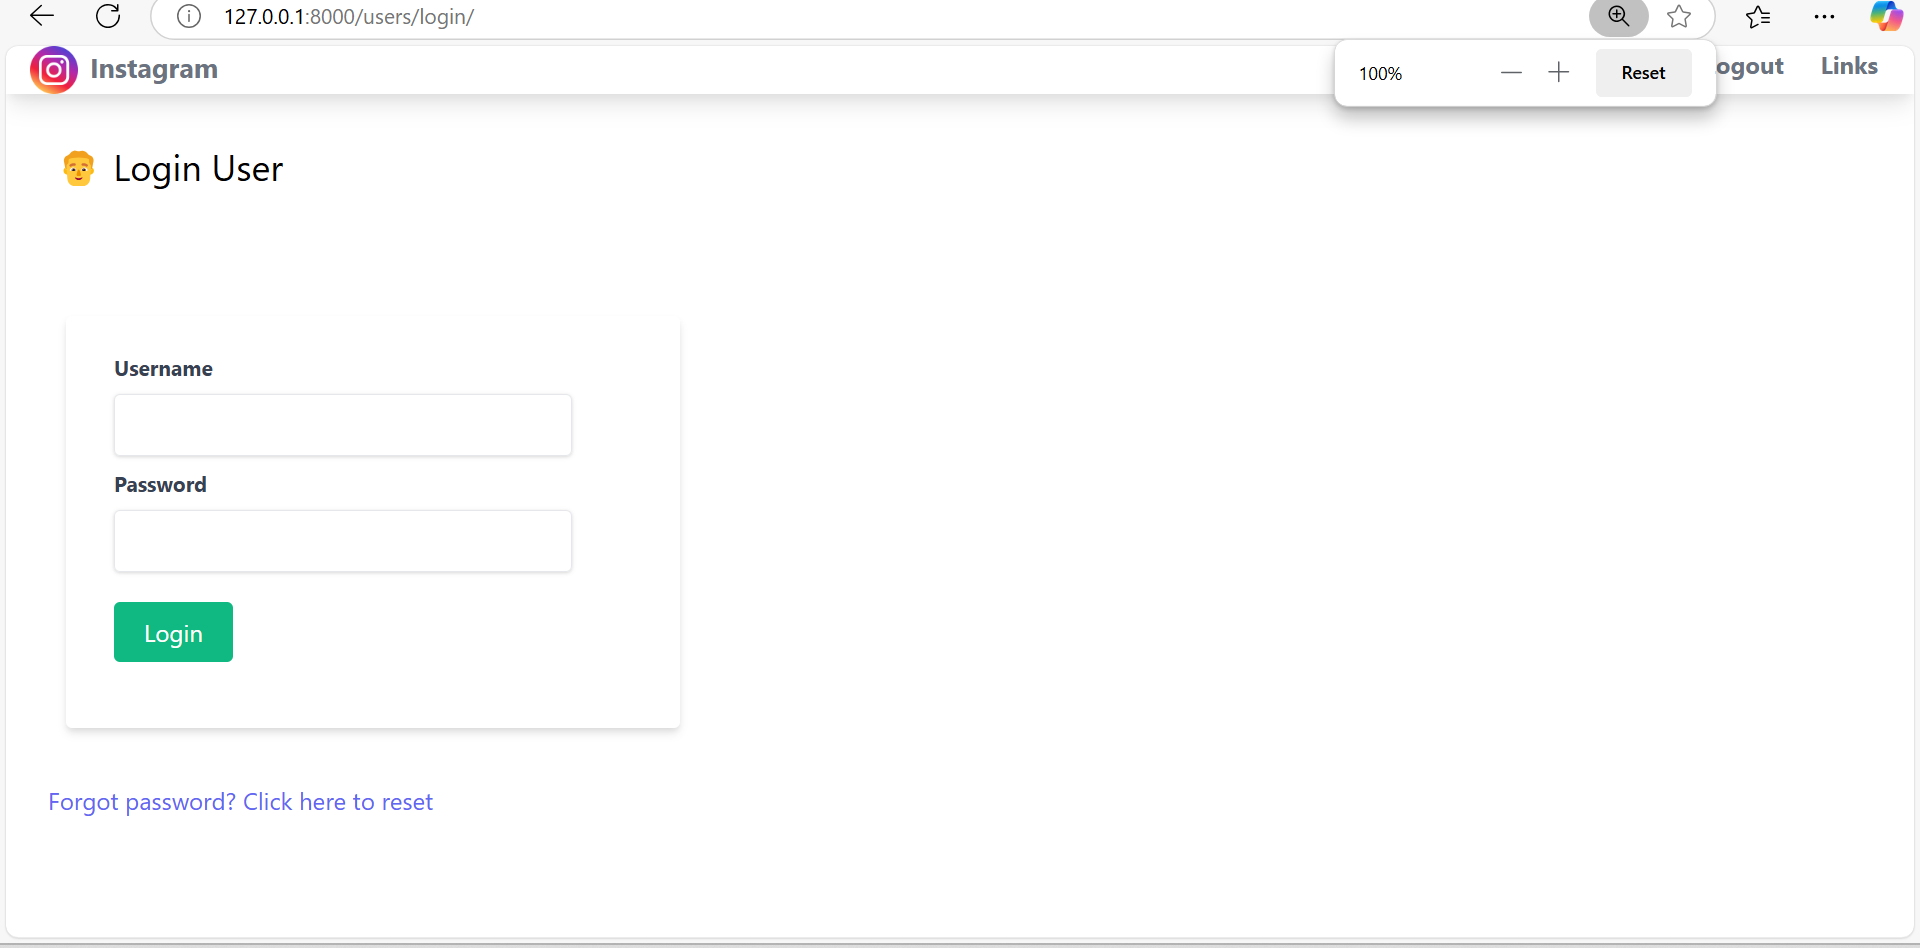 127.0.0.1:8000/users/login/
Instagram
100%
Reset
ogout
Links
Login User
Username
Password
Login
Forgot password? Click here to reset